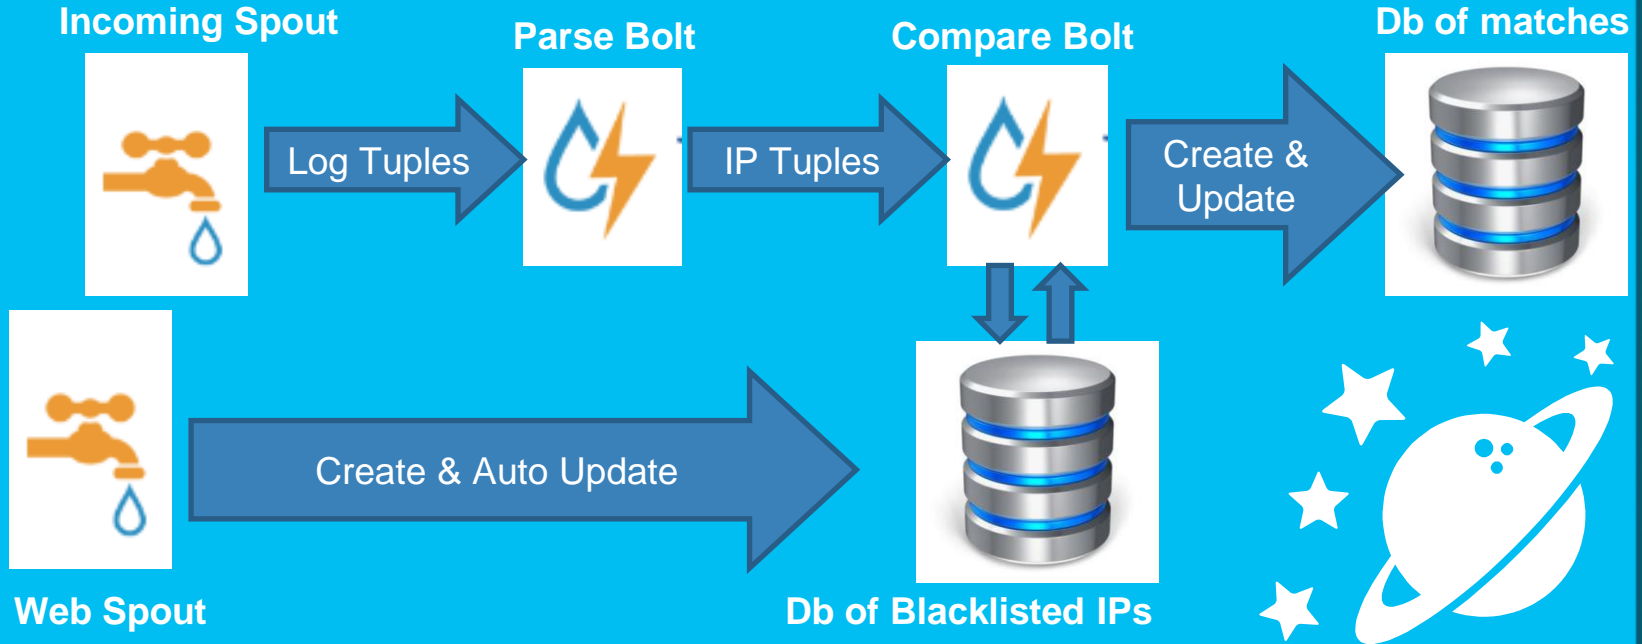 Incoming Spout
Parse Bolt
Compare Bolt
Db of matches
Log Tuples
IP Tuples
Create &
Update
Create & Auto Update
Web Spout
Db of Blacklisted IPs